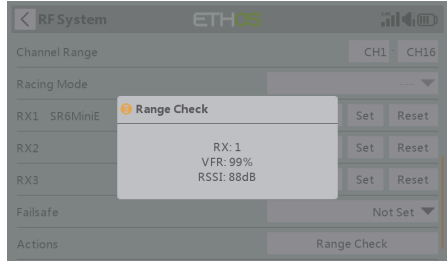 RF System ETHOS
Channel Range CH1 - CH16
Racing Mode ---
RX1 SR6MiniE Set Reset
RX2 Set Reset
RX3 Set Reset
Failsafe Not Set
Actions Range Check
Range Check
RX: 1
VFR: 99%
RSSI: 88dB